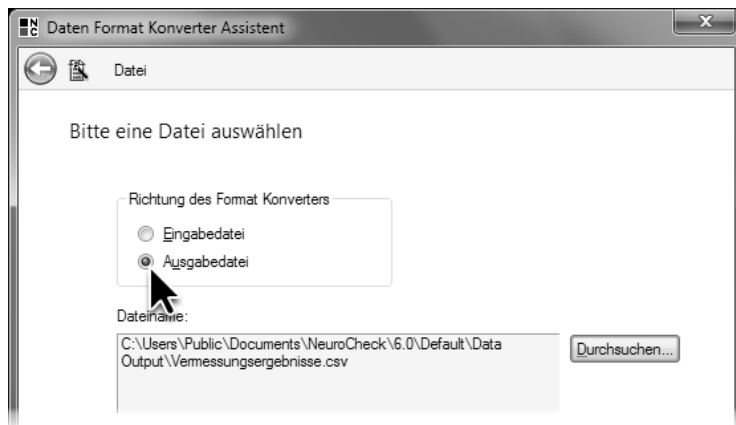 Daten Format Konverter Assistent
Datei
Bitte eine Datei auswählen
Richtung des Format Konverters
Eingabedatei
Ausgabedatei
Dateiname:
C:\Users\Public\Documents\NeuroCheck\6.0\Default\Data
Output\Vermessungsergebnisse.csv
Durchsuchen...